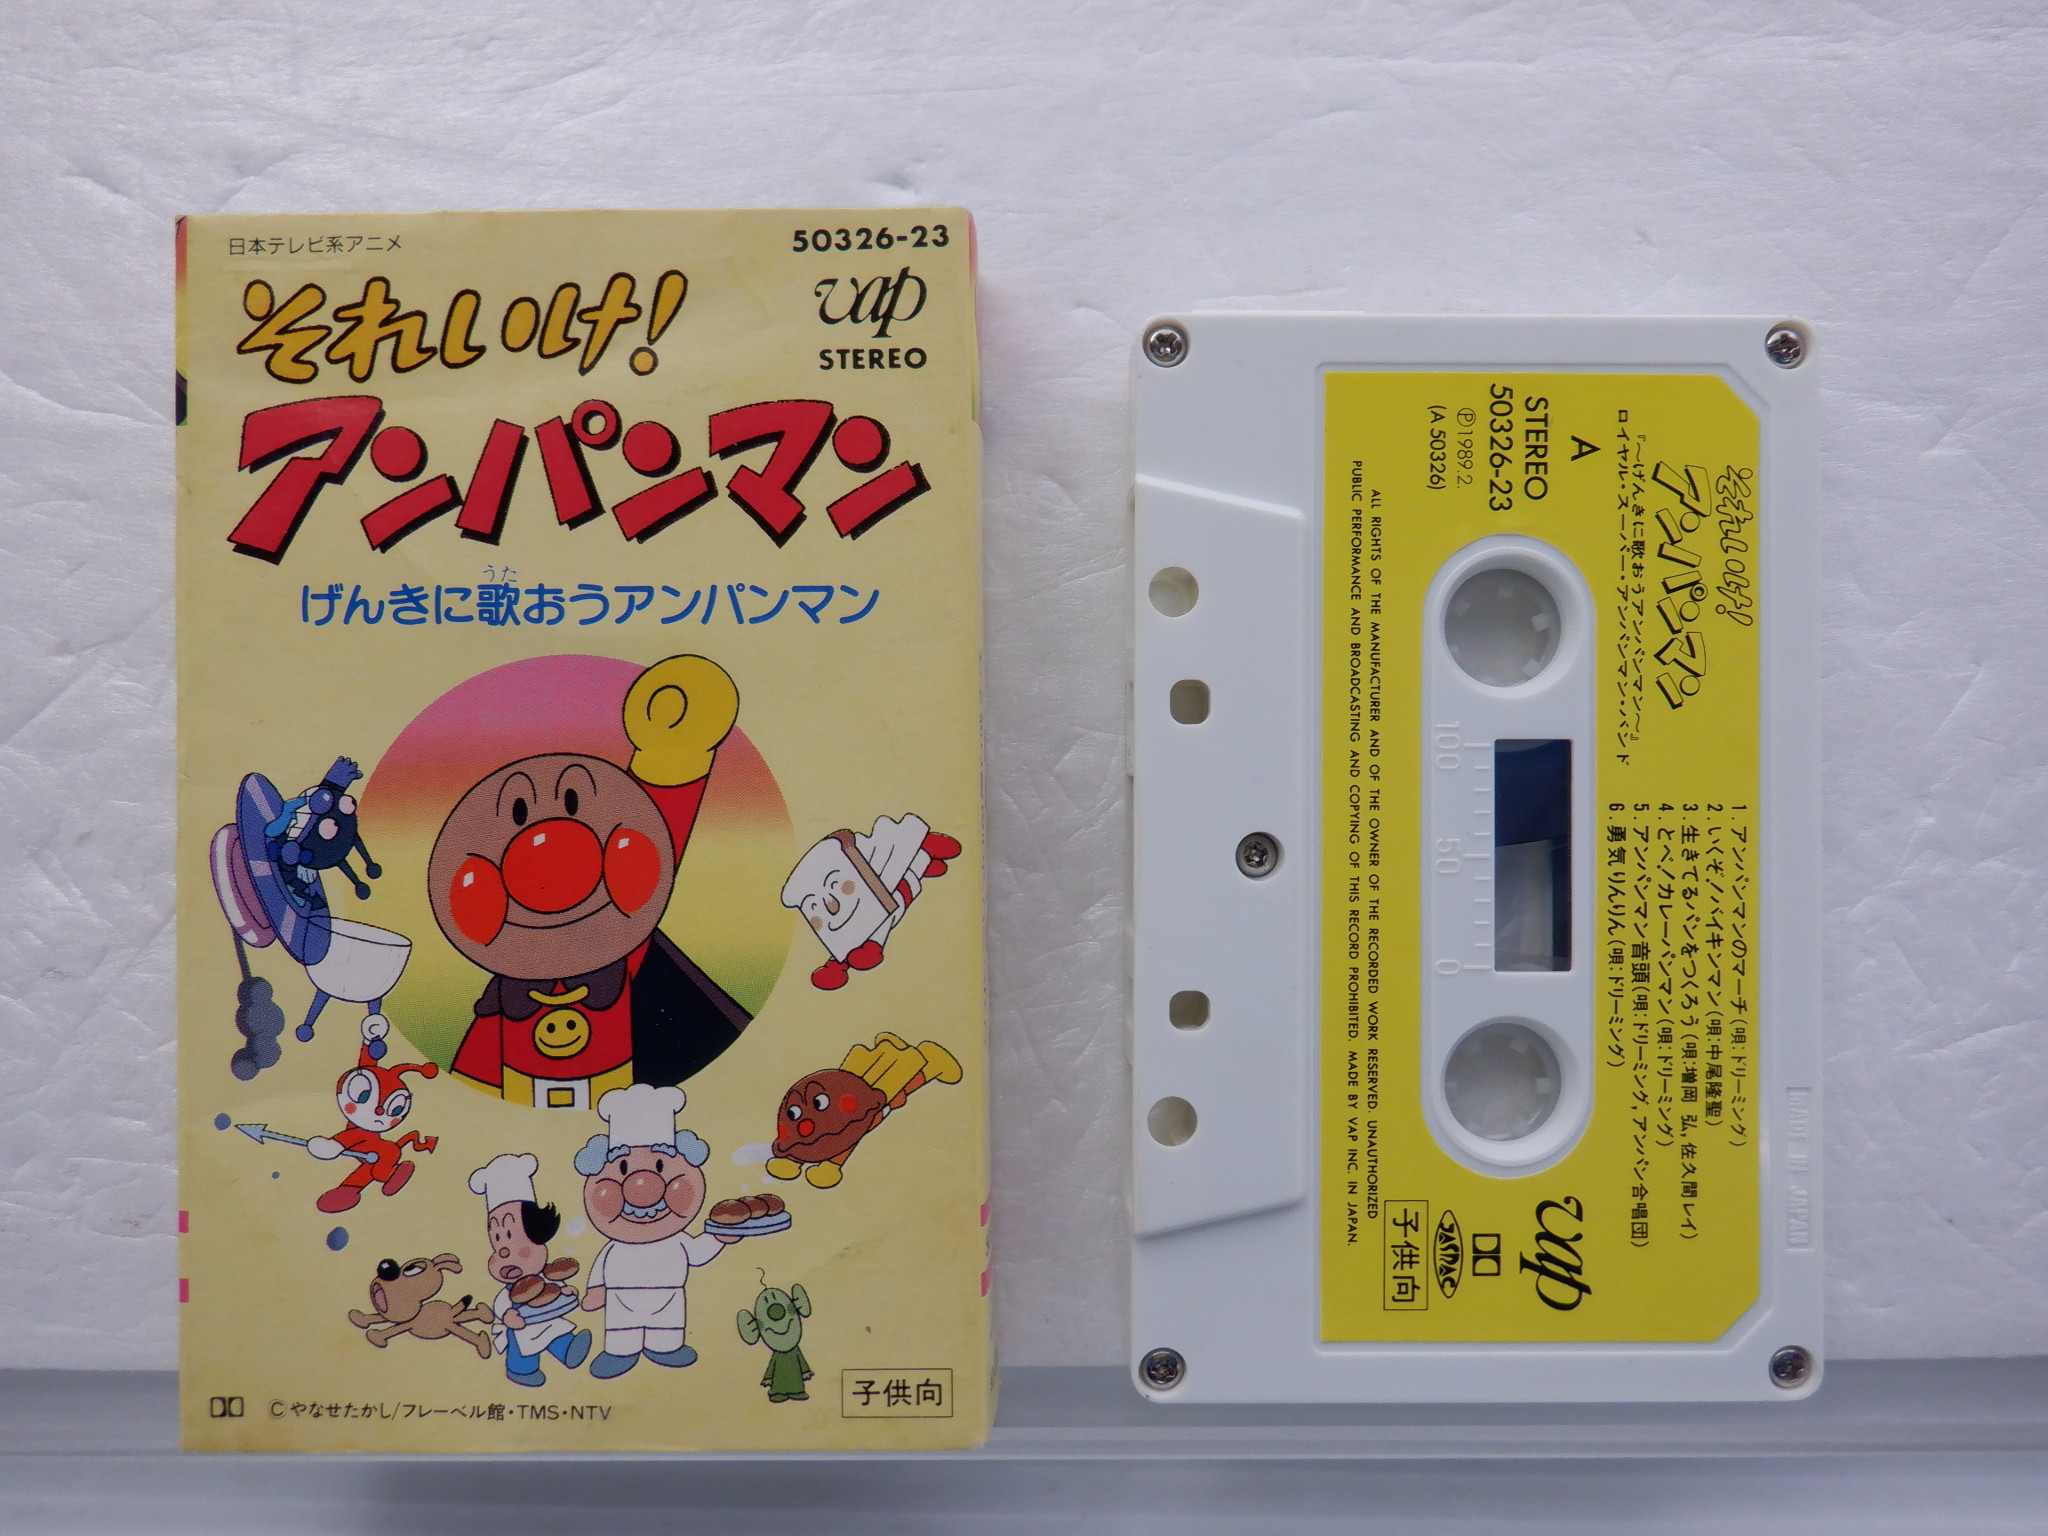 日本テレビ系アニメ
50326-23
vap
STEREO
それいけ!
アンパンマン
うた
げんきに歌おうアンパンマン
子供向
©やなせたかし/フレーベル館・TMS・NTV
それいけ!
アンパンマン
『〜げんきに歌おうアンパンマン〜』
ロイヤル・スーパー・アンパンマン・バンド
A
STEREO
50326-23
Ⓟ1989.2.
(A 50326)
1. アンパンマンのマーチ(唄:ドリーミング)
2. いくぞ!バイキンマン(唄:中尾隆聖)
3. 生きてるパンをつくろう(唄:増岡 弘,佐久間レイ)
4. とべ!カレーパンマン(唄:ドリーミング)
5. アンパンマン音頭(唄:ドリーミング,アンパン合唱団)
6. 勇気りんりん(唄:ドリーミング)
vap
JASRAC
子供向
ALL RIGHTS OF THE MANUFACTURER AND OF THE OWNER OF THE RECORDED WORK RESERVED. UNAUTHORIZED
PUBLIC PERFORMANCE AND BROADCASTING AND COPYING OF THIS RECORD PROHIBITED. MADE BY VAP INC. IN JAPAN.
100
50
0
MADE IN JAPAN